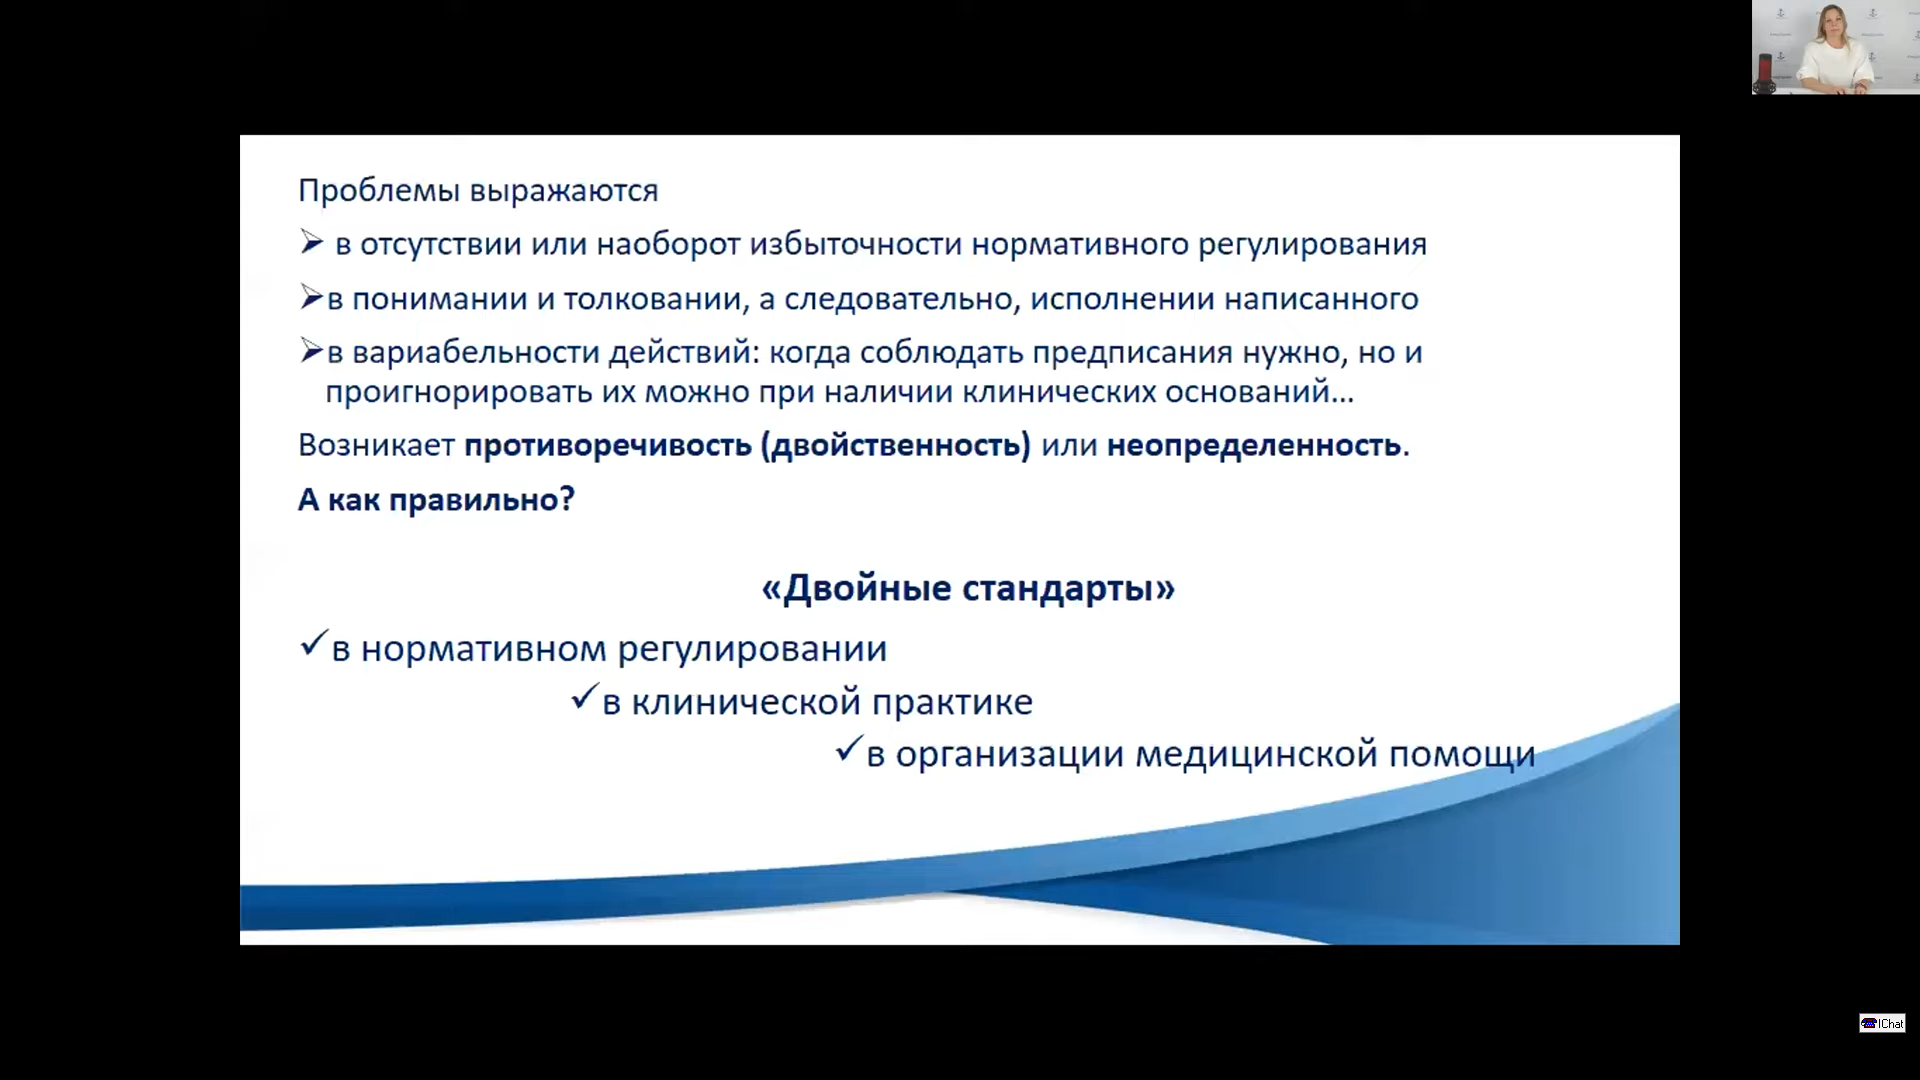 Проблемы выражаются
в отсутствии или наоборот избыточности нормативного регулирования
в понимании и толковании, а следовательно, исполнении написанного
в вариабельности действий: когда соблюдать предписания нужно, но и
проигнорировать их можно при наличии клинических оснований...
Возникает противоречивость (двойственность) или неопределенность.
А как правильно?
«Двойные стандарты»
в нормативном регулировании
в клинической практике
в организации медицинской помощи
IChat